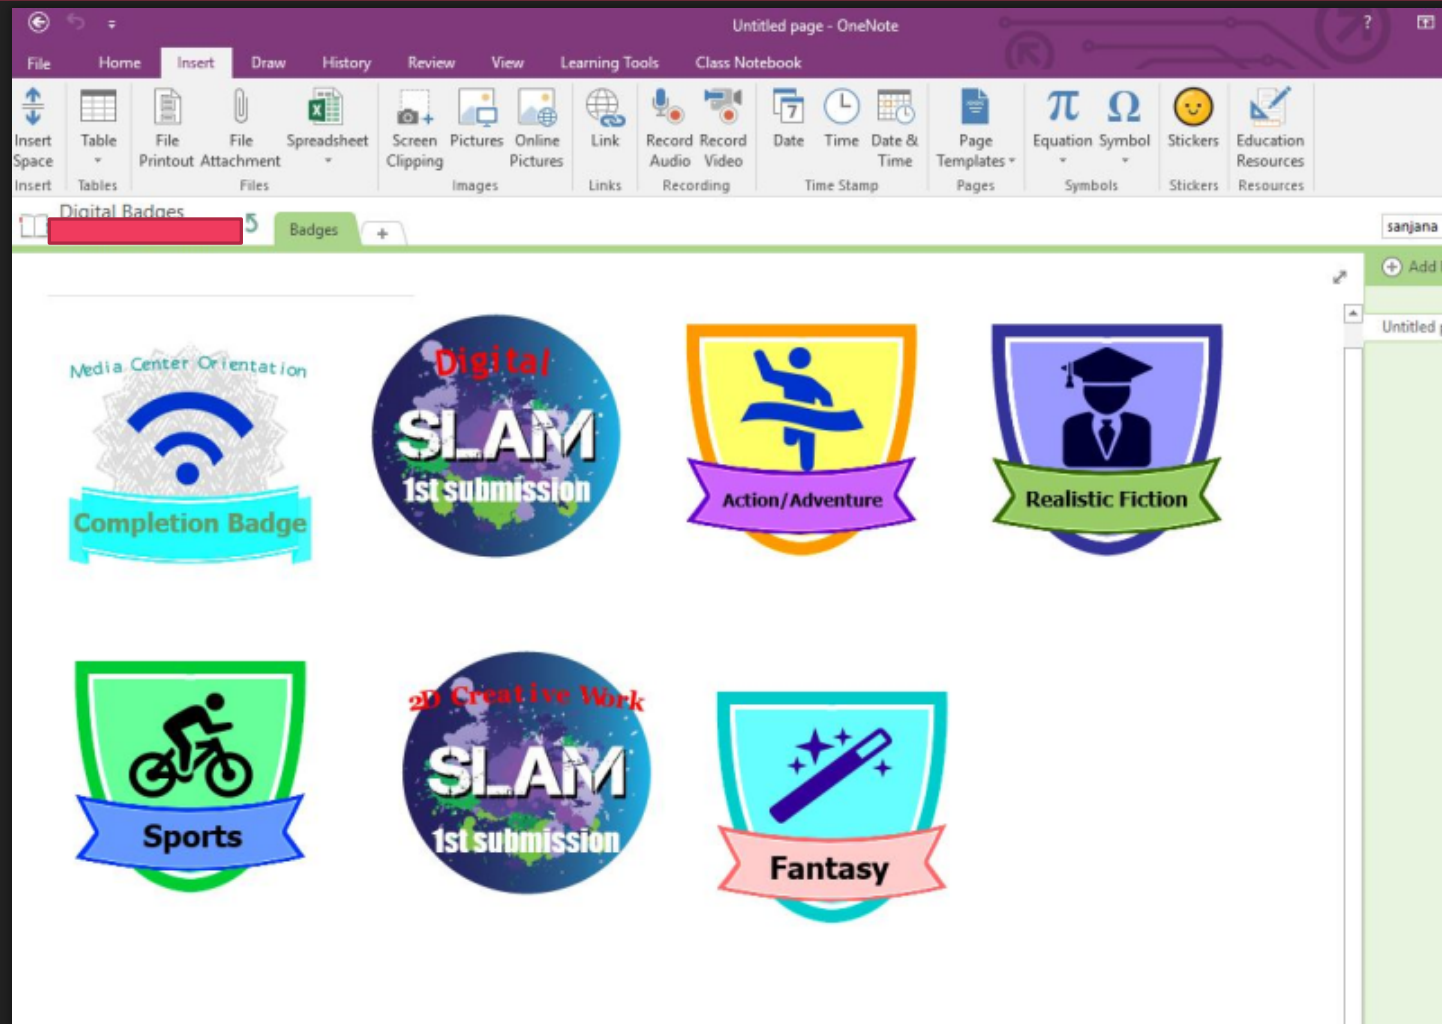 Untitled page - OneNote
?
File Home Insert Draw History Review View Learning Tools Class Notebook
Insert Space
Table
File Printout
File Attachment
Spreadsheet
Screen Clipping
Pictures
Online Pictures
Link
Record Audio
Record Video
7
Date
Time
Date & Time
Page Templates
π
Equation
Ω
Symbol
Stickers
Education Resources
Insert Tables Files Images Links Recording Time Stamp Pages Symbols Stickers Resources
Digital Badges
Badges
+
sanjana
Add
Untitled
Media Center Orientation
Completion Badge
Digital
SLAM
1st submission
Action/Adventure
Realistic Fiction
Sports
2D Creative Work
SLAM
1st submission
Fantasy